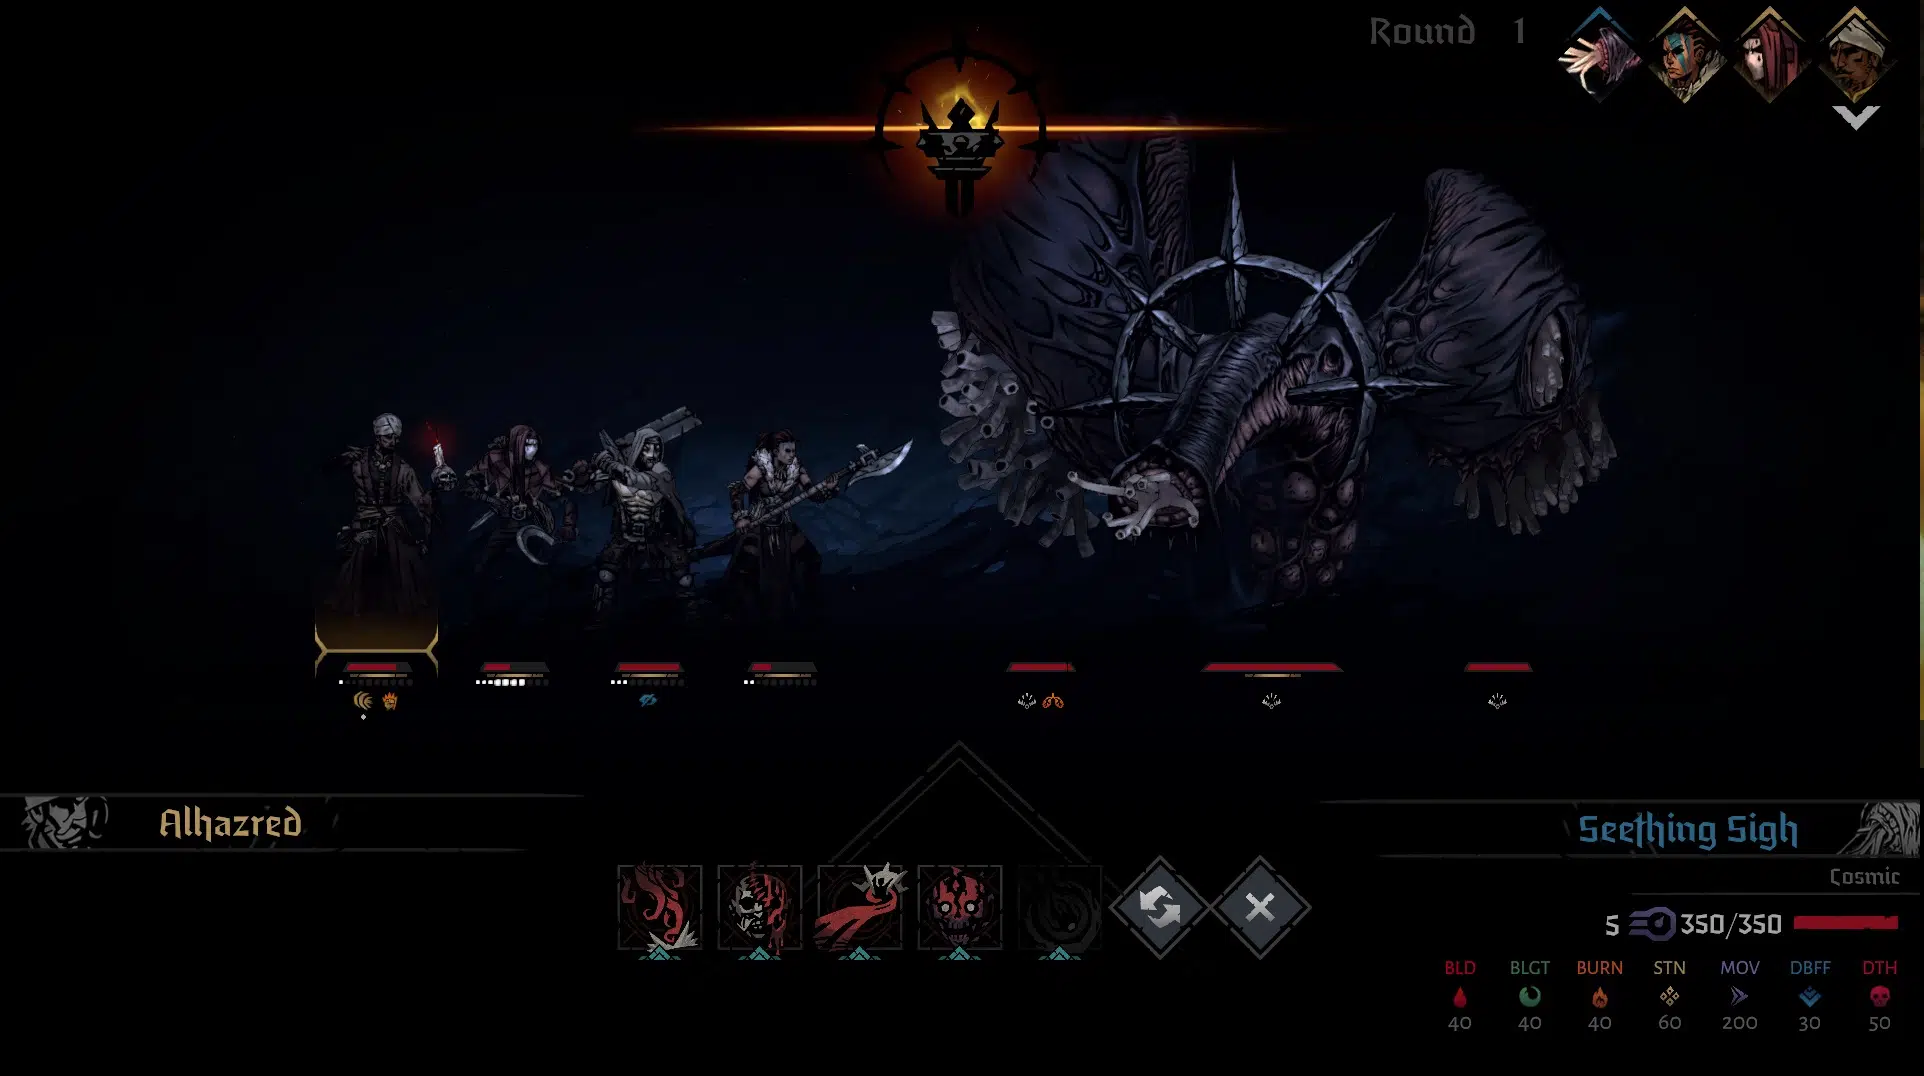 Round 1
Alhazred
Seething Sigh
Cosmic
5 350/350
BLD BLGT BURN STN MOV DBFF DTH
40 40 40 60 200 30 50